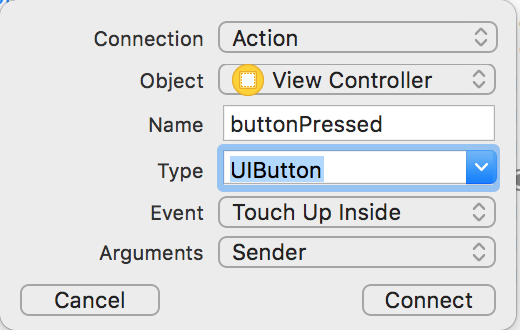 Connection Action
Object View Controller
Name buttonPressed
Type UIButton
Event Touch Up Inside
Arguments Sender
Cancel Connect